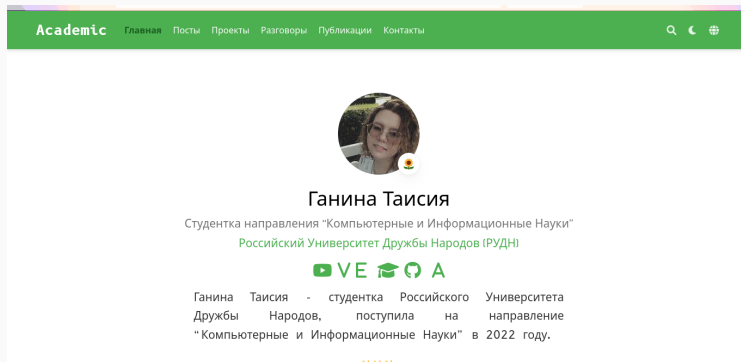 Academic Главная Посты Проекты Разговоры Публикации Контакты
Ганина Таисия
Студентка направления “Компьютерные и Информационные Науки”
Российский Университет Дружбы Народов (РУДН)
V E A
Ганина Таисия - студентка Российского Университета
Дружбы Народов, поступила на направление
“Компьютерные и Информационные Науки” в 2022 году.